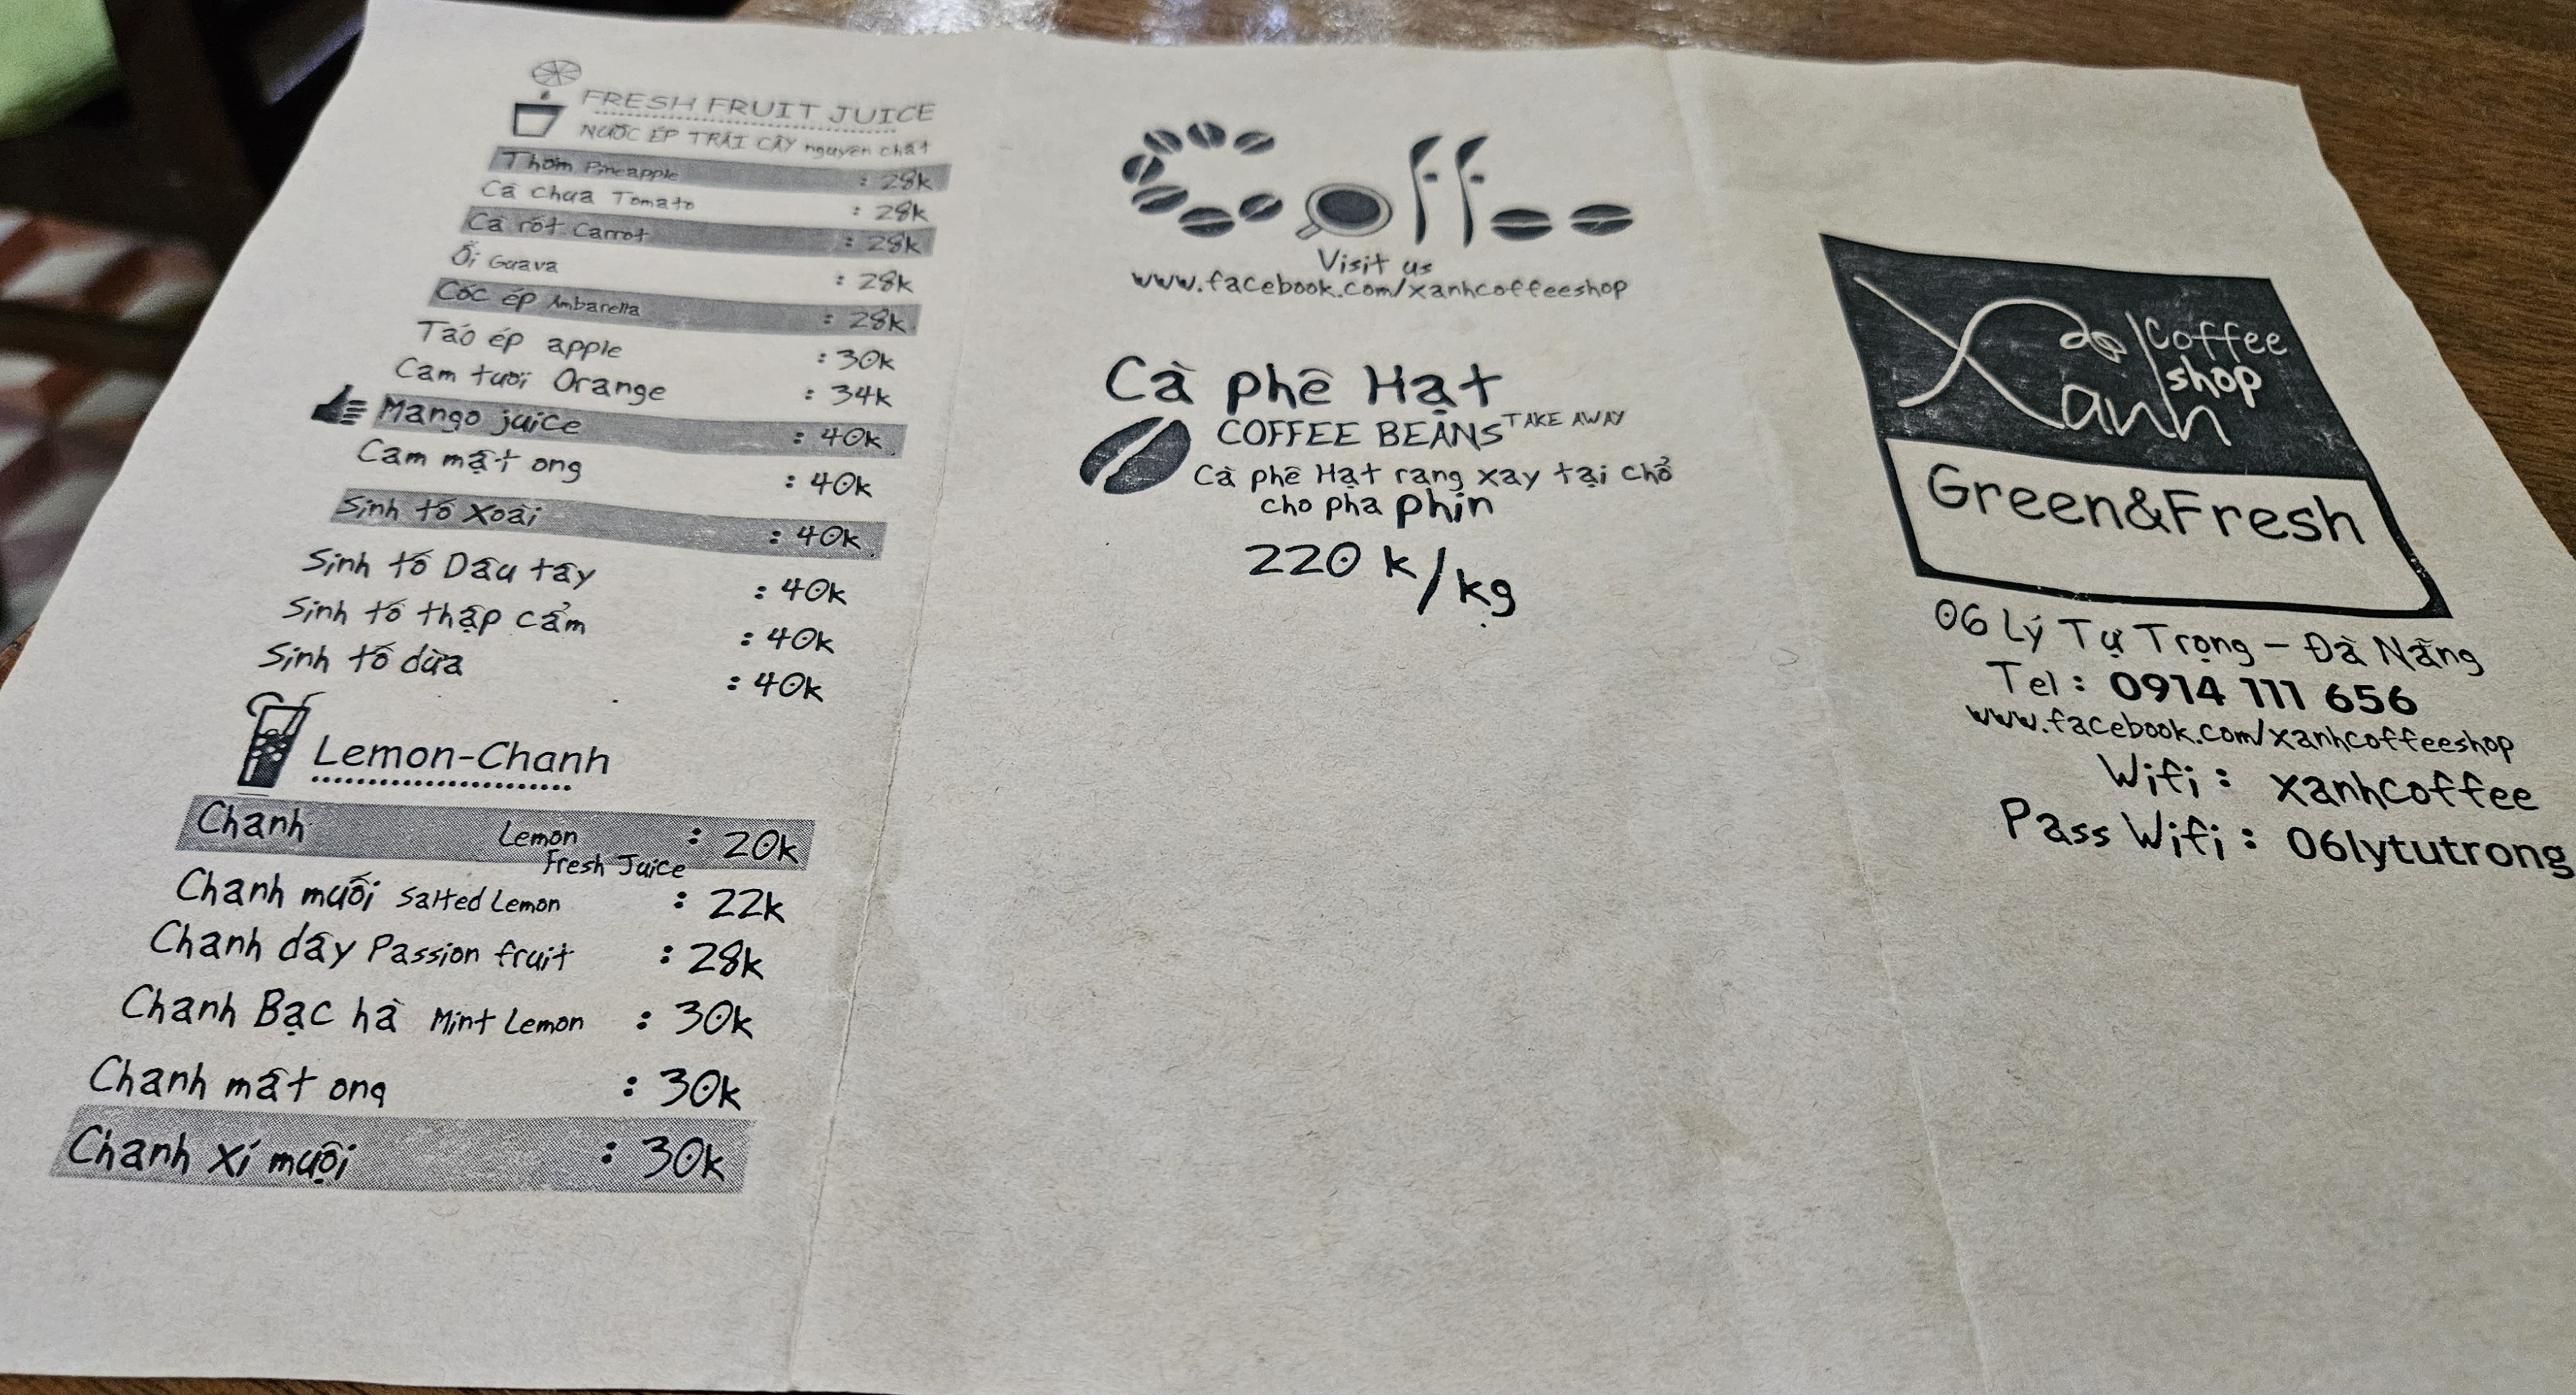 FRESH FRUIT JUICE
NƯỚC ÉP TRÁI CÂY nguyên chất
Thơm Pineapple : 28k
Cà chua Tomato : 28k
Cà rốt Carrot : 28k
Ổi Guava : 28k
Cóc ép Ambarella : 28k
Táo ép apple : 30k
Cam tươi Orange : 34k
Mango juice : 40k
Cam mật ong : 40k
Sinh tố Xoài : 40k
Sinh tố Dâu tây : 40k
Sinh tố thập cẩm : 40k
Sinh tố dừa : 40k
Lemon-Chanh
Chanh Lemon : 20k
Fresh Juice
Chanh muối Salted Lemon : 22k
Chanh dây Passion fruit : 28k
Chanh Bạc hà Mint Lemon : 30k
Chanh mật ong : 30k
Chanh xí muội : 30k
Coffee
Visit us
www.facebook.com/xanhcoffeeshop
Cà phê Hạt
COFFEE BEANS TAKE AWAY
Cà phê Hạt rang xay tại chổ
cho pha phin
220 k/kg
Xanh Coffee
shop
Green&Fresh
06 Lý Tự Trọng - Đà Nẵng
Tel : 0914 111 656
www.facebook.com/xanhcoffeeshop
Wifi : xanhcoffee
Pass Wifi : 06lytutrong